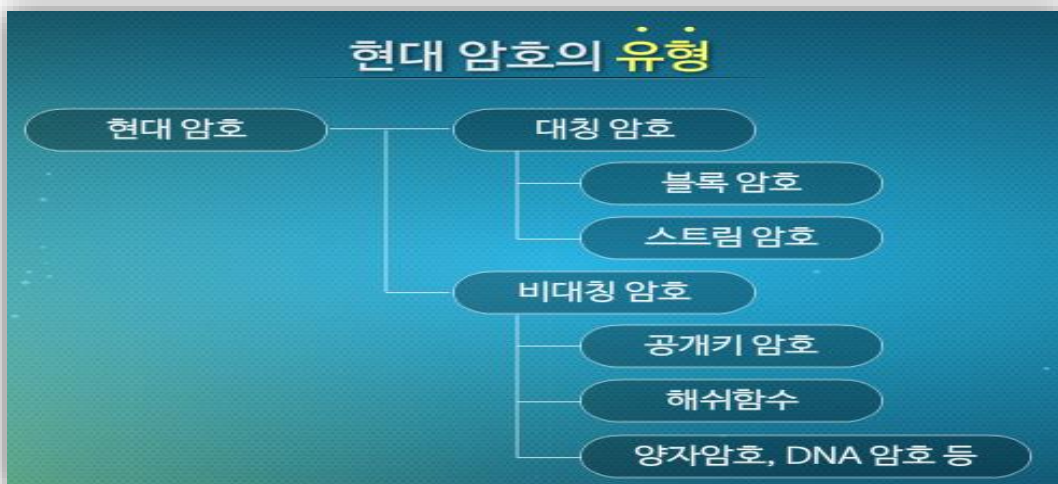 현대 암호의 유형
현대 암호
대칭 암호
블록 암호
스트림 암호
비대칭 암호
공개키 암호
해쉬함수
양자암호, DNA 암호 등